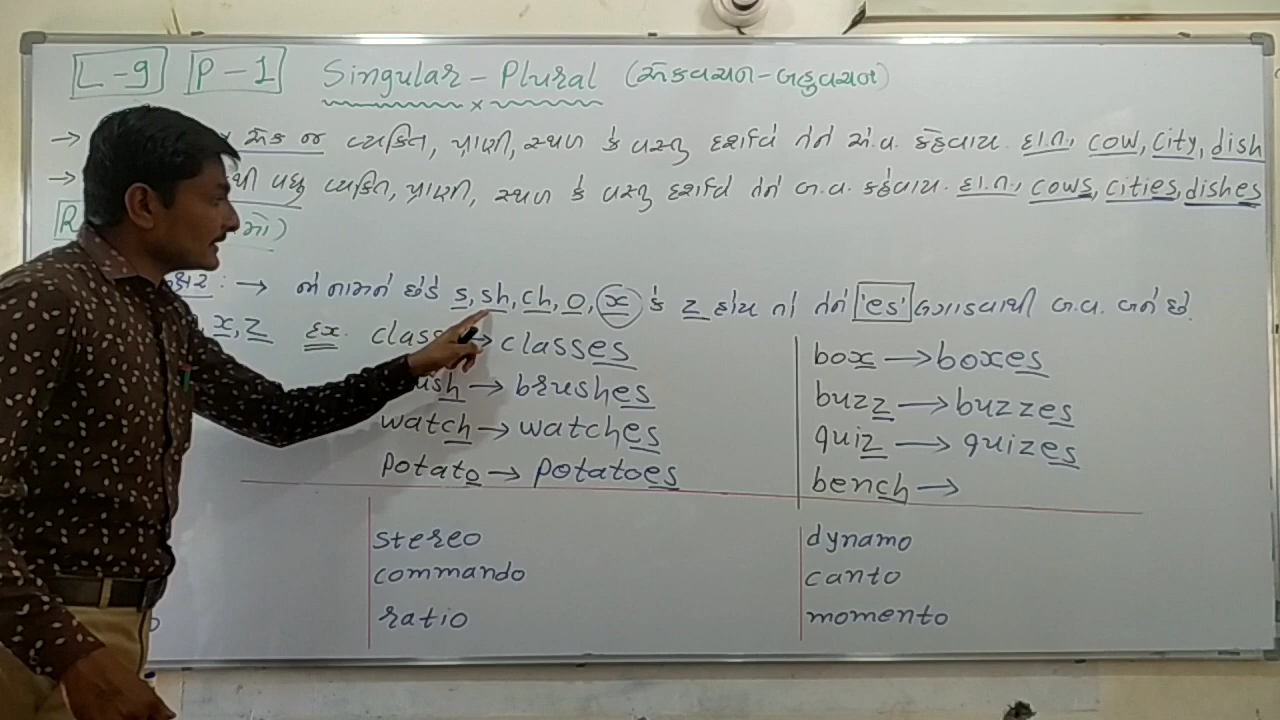 L-9 P-1 Singular - Plural (એકવચન - બહુવચન)
→ એક જ વ્યક્તિ, પ્રાણી, સ્થળ કે વસ્તુ દર્શાવે તેને એ.વ. કહેવાય. દા.ત., cow, city, dish
→ થી વધુ વ્યક્તિ, પ્રાણી, સ્થળ કે વસ્તુ દર્શાવે તેને બ.વ. કહેવાય. દા.ત., cows, cities, dishes
R મો)
: → જે નામને છેડે s, sh, ch, o, x કે z હોય તો તેને 'es' લગાડવાથી બ.વ. બને છે.
x, z Ex. class → classes
ush → brushes
watch → watches
potato → potatoes
box → boxes
buzz → buzzes
quiz → quizes
bench →
stereo
commando
ratio
dynamo
canto
momento